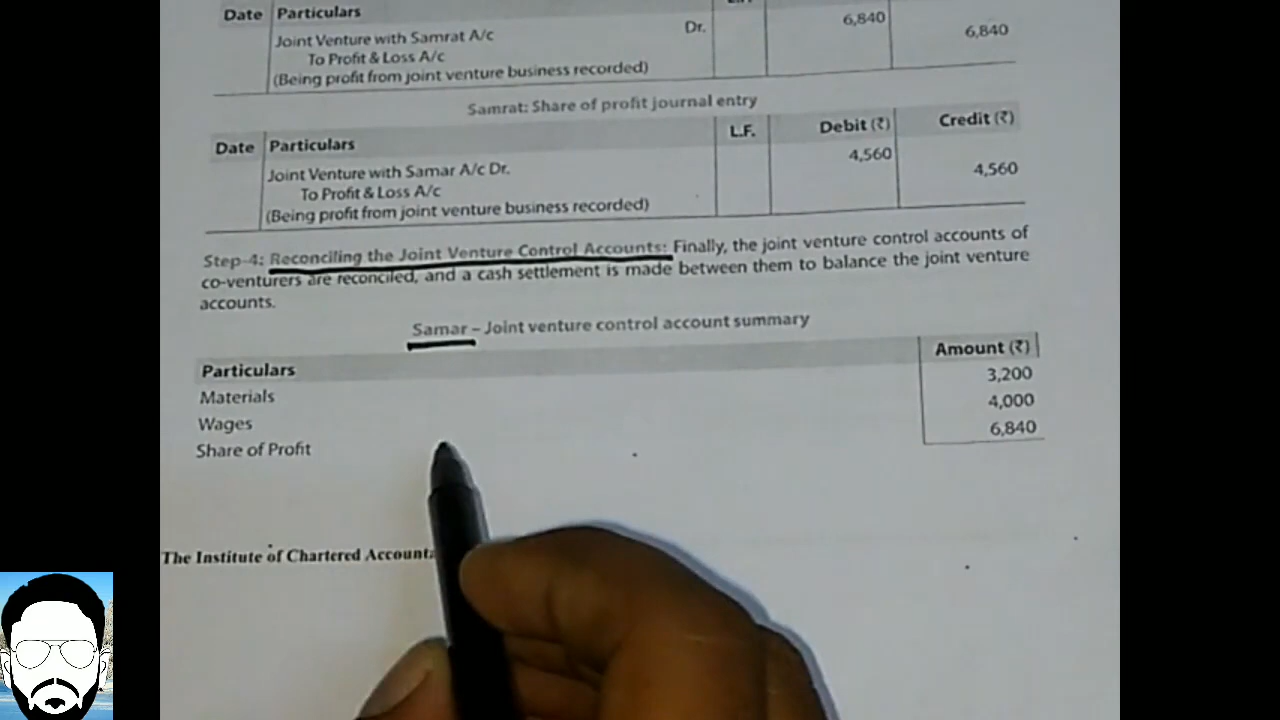 Date Particulars
Joint Venture with Samrat A/c Dr. 6,840
To Profit & Loss A/c 6,840
(Being profit from joint venture business recorded)
Samrat: Share of profit journal entry
Date Particulars L.F. Debit (₹) Credit (₹)
Joint Venture with Samar A/c Dr. 4,560
To Profit & Loss A/c 4,560
(Being profit from joint venture business recorded)
Step-4: Reconciling the Joint Venture Control Accounts: Finally, the joint venture control accounts of
co-venturers are reconciled, and a cash settlement is made between them to balance the joint venture
accounts.
Samar – Joint venture control account summary
Particulars Amount (₹)
Materials 3,200
Wages 4,000
Share of Profit 6,840
The Institute of Chartered